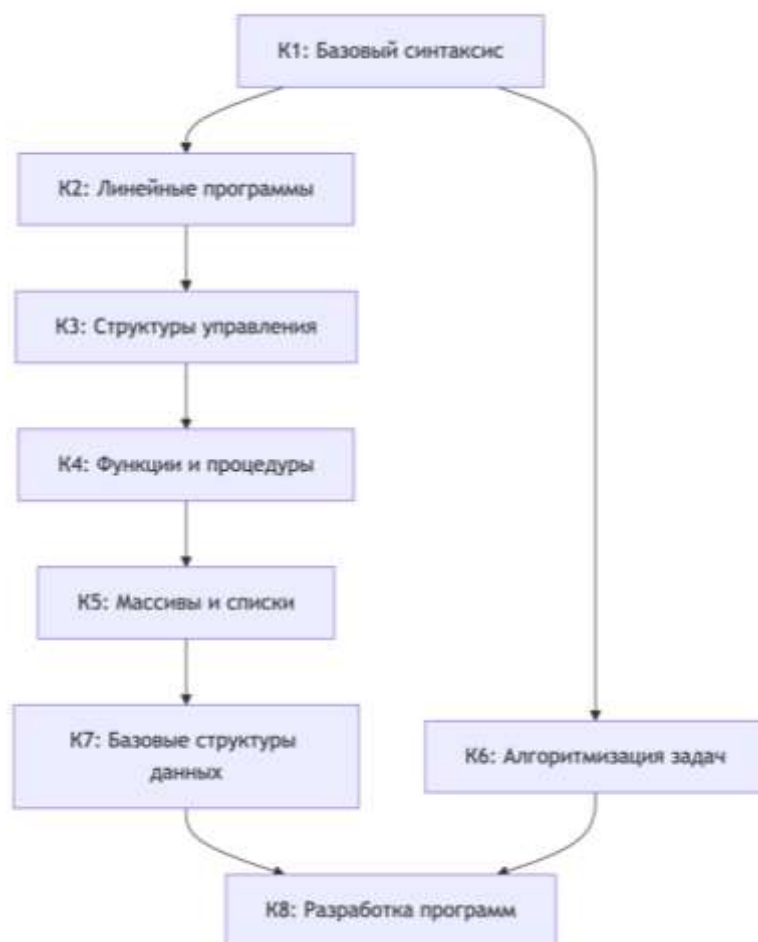 К1: Базовый синтаксис
К2: Линейные программы
К3: Структуры управления
К4: Функции и процедуры
К5: Массивы и списки
К7: Базовые структуры
данных
К6: Алгоритмизация задач
К8: Разработка программ